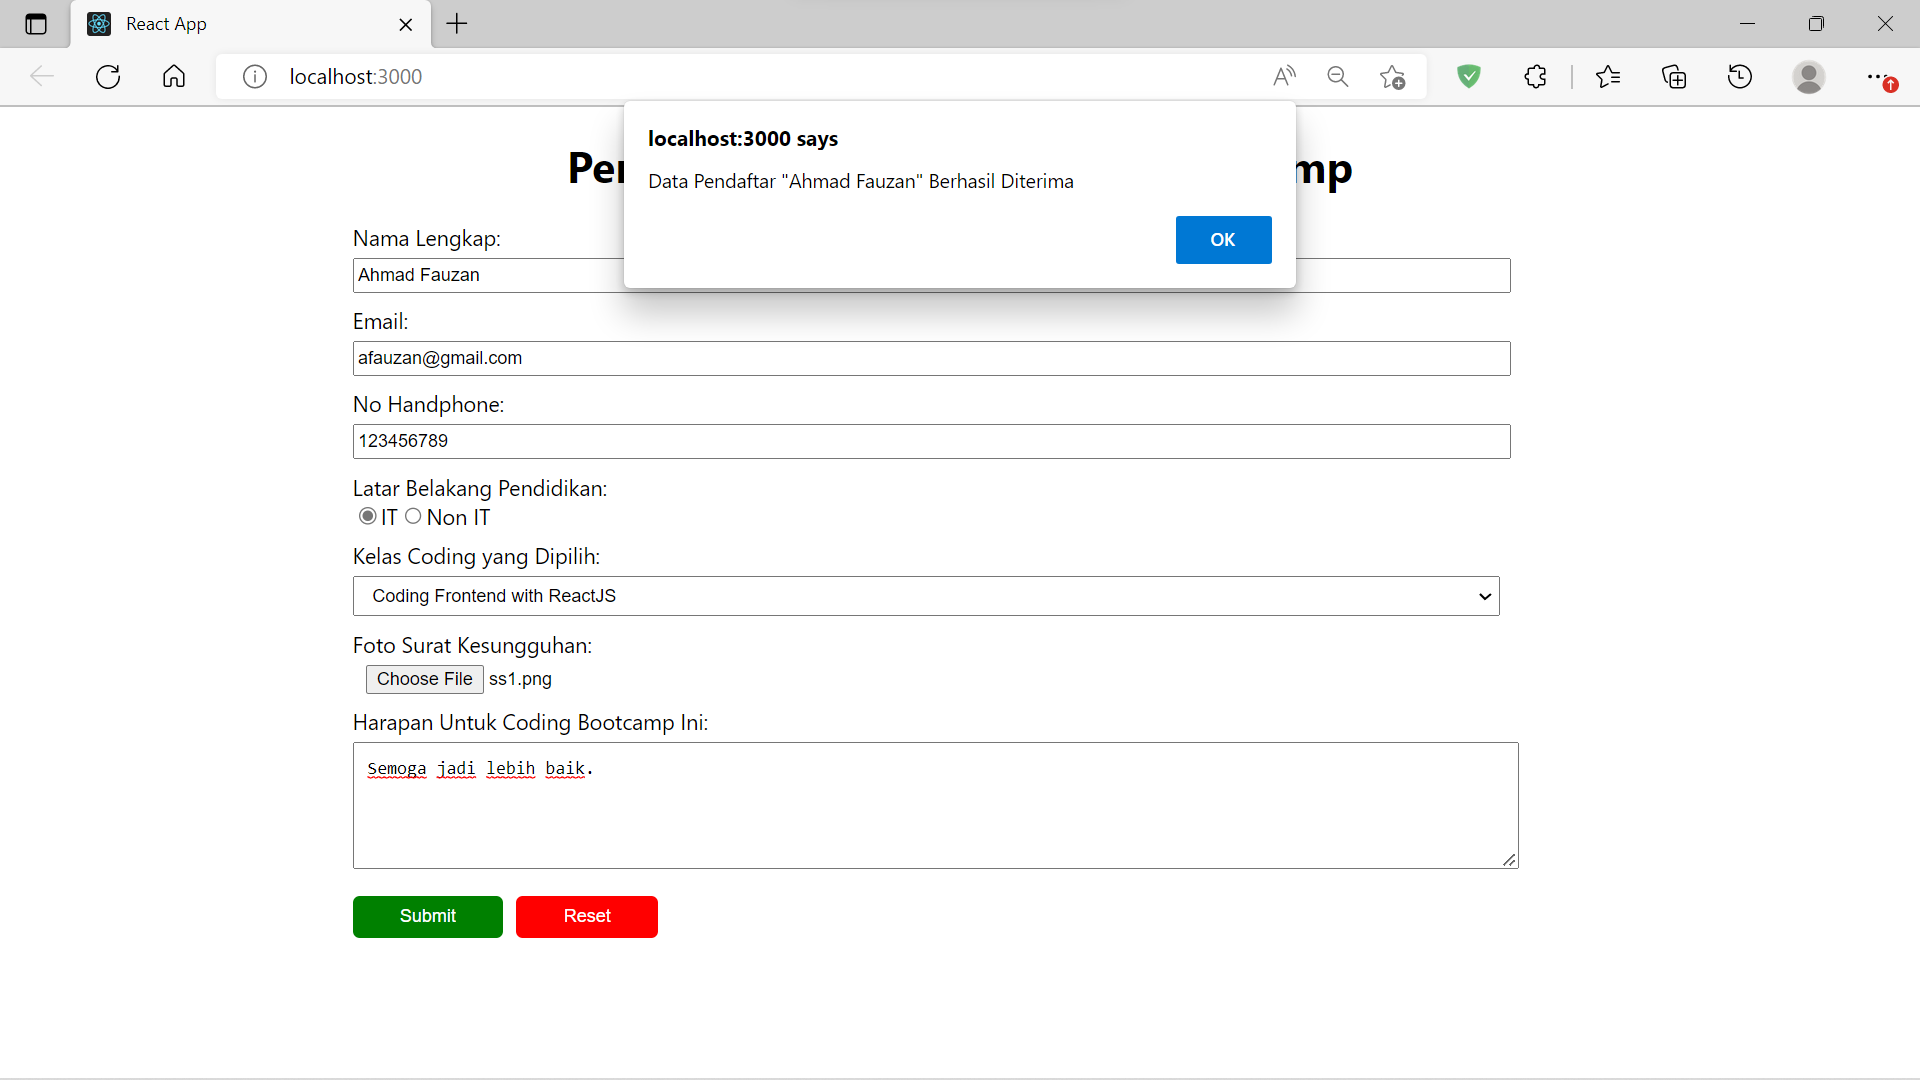 React App
localhost:3000
localhost:3000 says
Data Pendaftar "Ahmad Fauzan" Berhasil Diterima
OK
Nama Lengkap:
Ahmad Fauzan
Email:
afauzan@gmail.com
No Handphone:
123456789
Latar Belakang Pendidikan:
IT Non IT
Kelas Coding yang Dipilih:
Coding Frontend with ReactJS
Foto Surat Kesungguhan:
Choose File ss1.png
Harapan Untuk Coding Bootcamp Ini:
Semoga jadi lebih baik.
Submit Reset